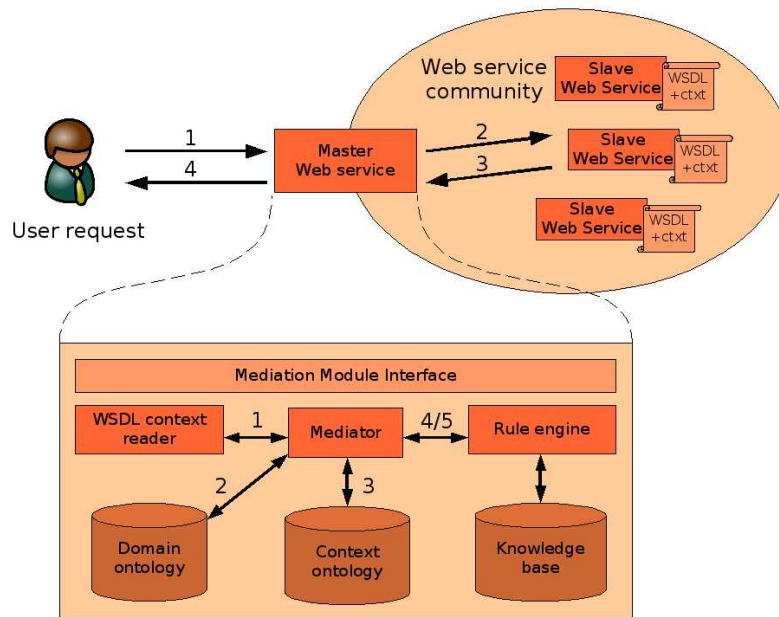 Web service
community
Slave
Web Service
WSDL
+ctxt
1
4
User request
Master
Web service
2
3
Slave
Web Service
WSDL
+ctxt
Slave
Web Service
WSDL
+ctxt
Mediation Module Interface
WSDL context
reader
1
Mediator
4/5
Rule engine
2
3
Domain
ontology
Context
ontology
Knowledge
base